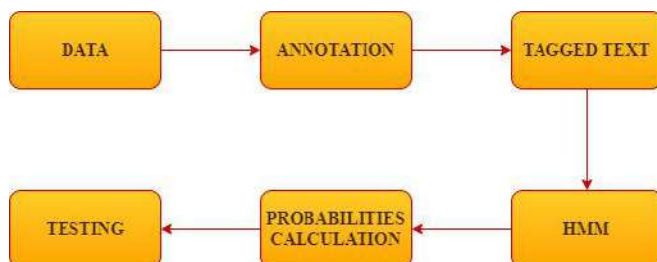 DATA
ANNOTATION
TAGGED TEXT
TESTING
PROBABILITIES
CALCULATION
HMM